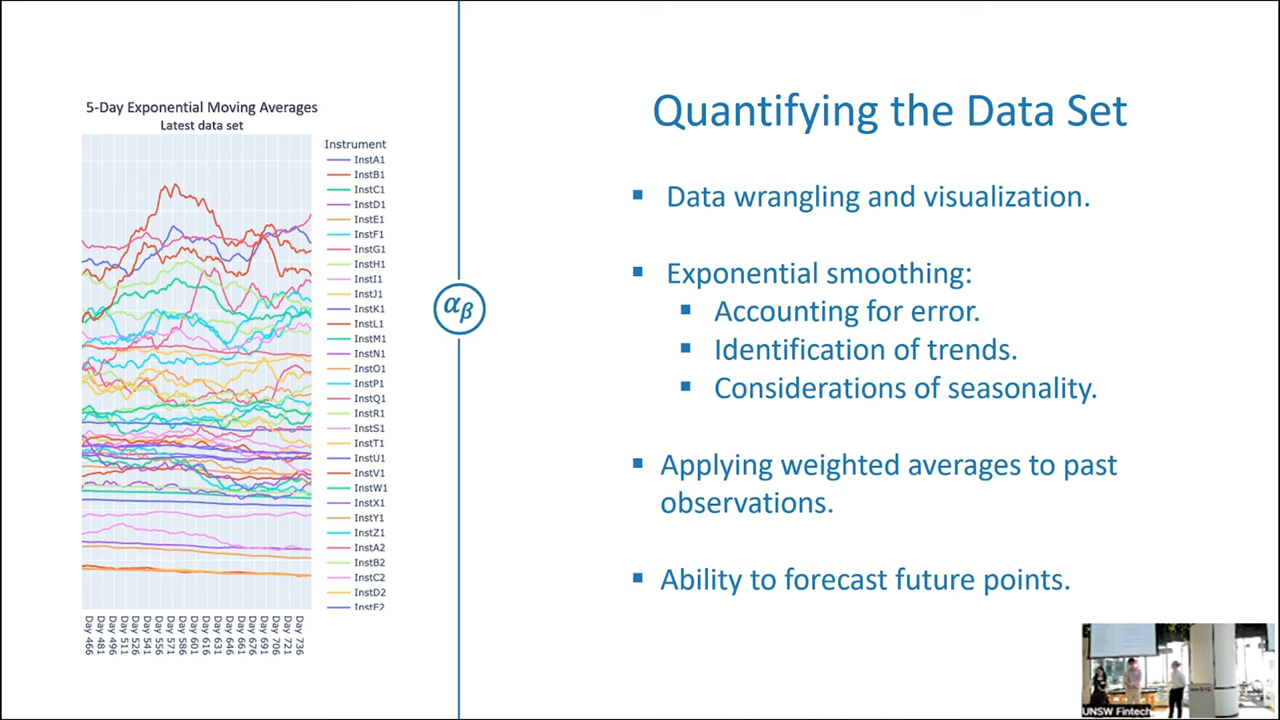 5-Day Exponential Moving Averages
Latest data set
Instrument
InstA1
InstB1
InstC1
InstD1
InstE1
InstF1
InstG1
InstH1
InstI1
InstJ1
InstK1
InstL1
InstM1
InstN1
InstO1
InstP1
InstQ1
InstR1
InstS1
InstT1
InstU1
InstV1
InstW1
InstX1
InstY1
InstZ1
InstA2
InstB2
InstC2
InstD2
InstE2
Day 466
Day 481
Day 496
Day 511
Day 526
Day 541
Day 556
Day 571
Day 586
Day 601
Day 616
Day 631
Day 646
Day 661
Day 676
Day 691
Day 706
Day 721
Day 736
αβ
Quantifying the Data Set
▪ Data wrangling and visualization.
▪ Exponential smoothing:
▪ Accounting for error.
▪ Identification of trends.
▪ Considerations of seasonality.
▪ Applying weighted averages to past
observations.
▪ Ability to forecast future points.
UNSW Fintech